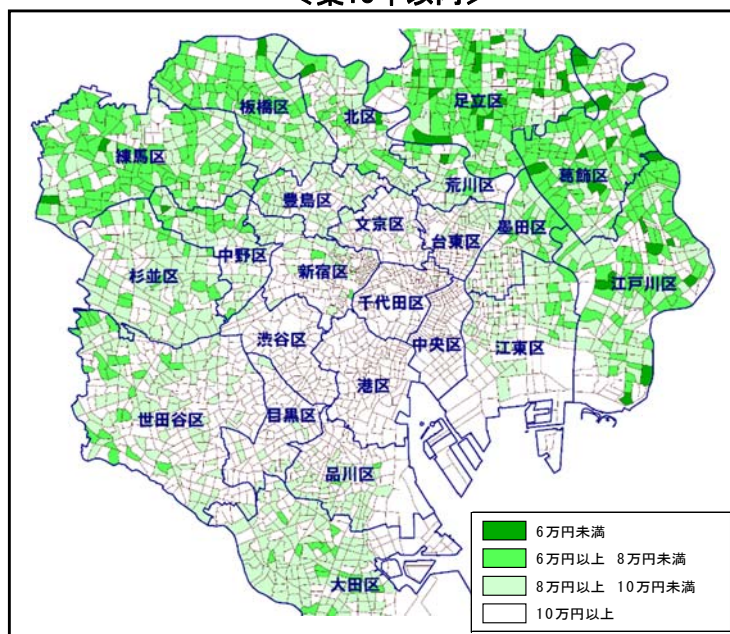 板橋区
北区
足立区
練馬区
葛飾区
荒川区
豊島区
文京区
台東区
墨田区
中野区
杉並区
新宿区
江戸川区
千代田区
渋谷区
中央区
江東区
港区
世田谷区
目黒区
品川区
大田区
6万円未満
6万円以上 8万円未満
8万円以上 10万円未満
10万円以上